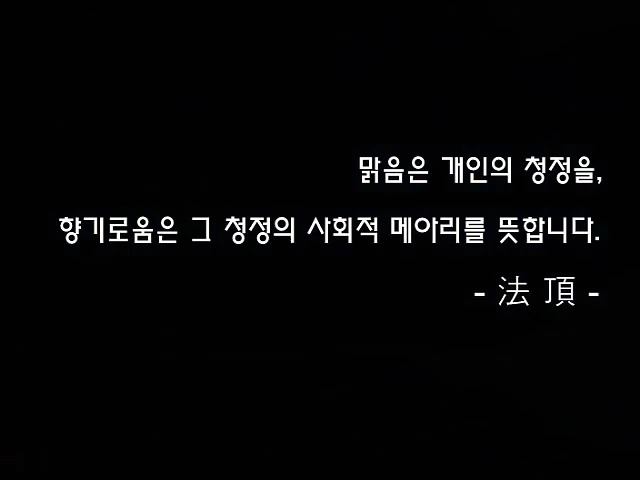 맑음은 개인의 청정을,
향기로움은 그 청정의 사회적 메아리를 뜻합니다.
- 法 頂 -